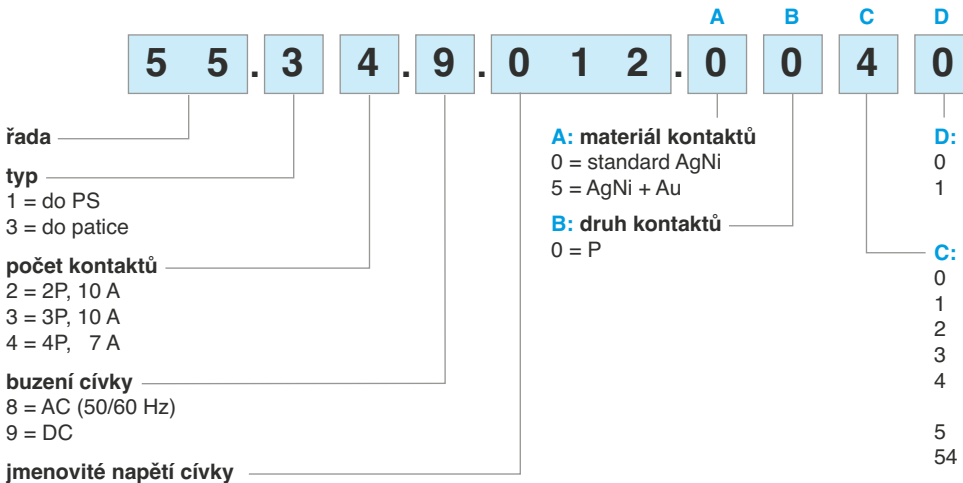 A B C D
5 5 . 3 4 . 9 . 0 1 2 . 0 0 4 0
řada
typ
1 = do PS
3 = do patice
počet kontaktů
2 = 2P, 10 A
3 = 3P, 10 A
4 = 4P, 7 A
buzení cívky
8 = AC (50/60 Hz)
9 = DC
jmenovité napětí cívky
A: materiál kontaktů
0 = standard AgNi
5 = AgNi + Au
B: druh kontaktů
0 = P
D:
0
1
C:
0
1
2
3
4
5
54